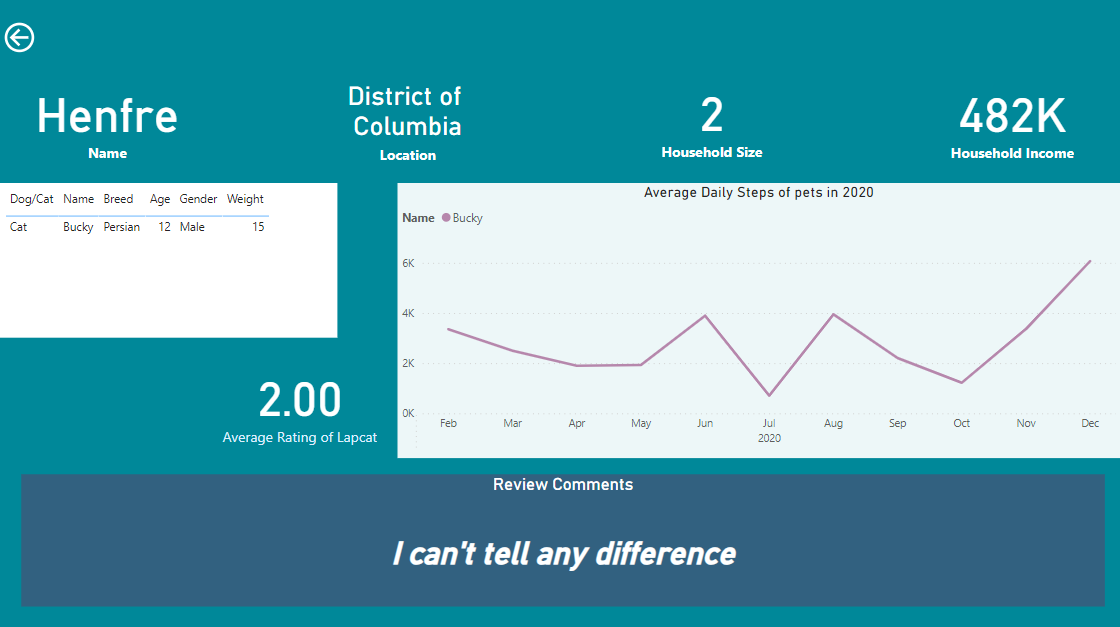 Henfre
Name
District of
Columbia
Location
2
Household Size
482K
Household Income
Dog/Cat Name Breed Age Gender Weight
Cat Bucky Persian 12 Male 15
Average Daily Steps of pets in 2020
Name Bucky
6K
4K
2K
0K
Feb Mar Apr May Jun Jul Aug Sep Oct Nov Dec
2020
2.00
Average Rating of Lapcat
Review Comments
I can't tell any difference